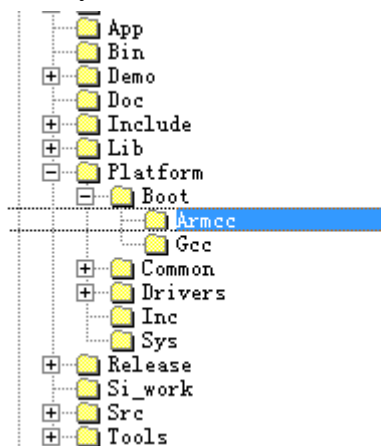 App
Bin
Demo
Doc
Include
Lib
Platform
Boot
Armcc
Gcc
Common
Drivers
Inc
Sys
Release
Si_work
Src
Tools